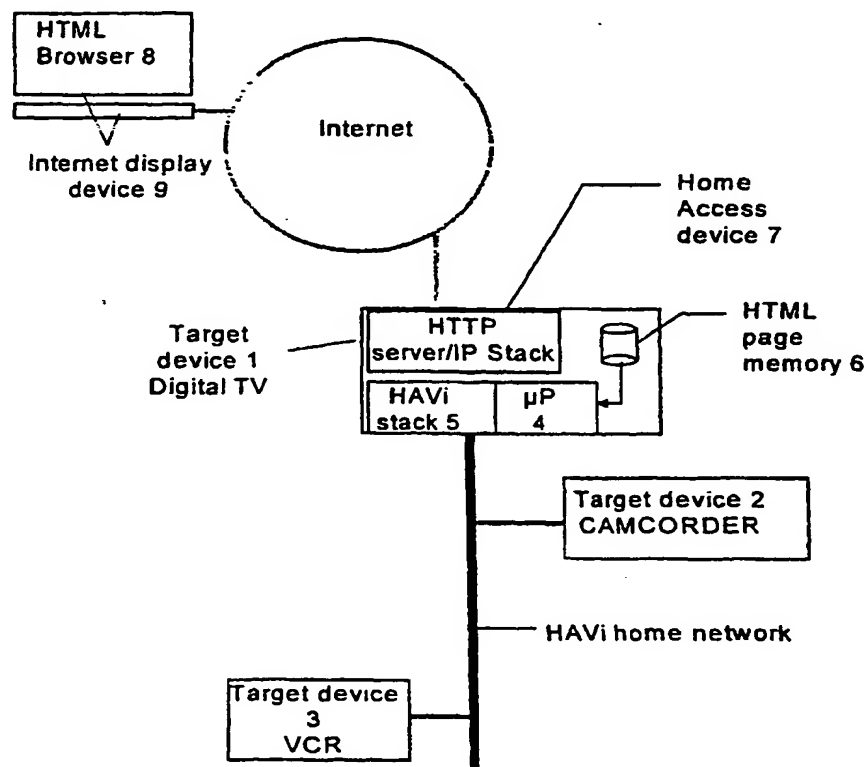 HTML
Browser 8
Internet
Internet display
device 9
Home
Access
device 7
Target
device 1
Digital TV
HTTP
server/IP Stack
HTML
page
memory 6
HAVi
stack 5
µP
4
Target device 2
CAMCORDER
HAVi home network
Target device
3
VCR